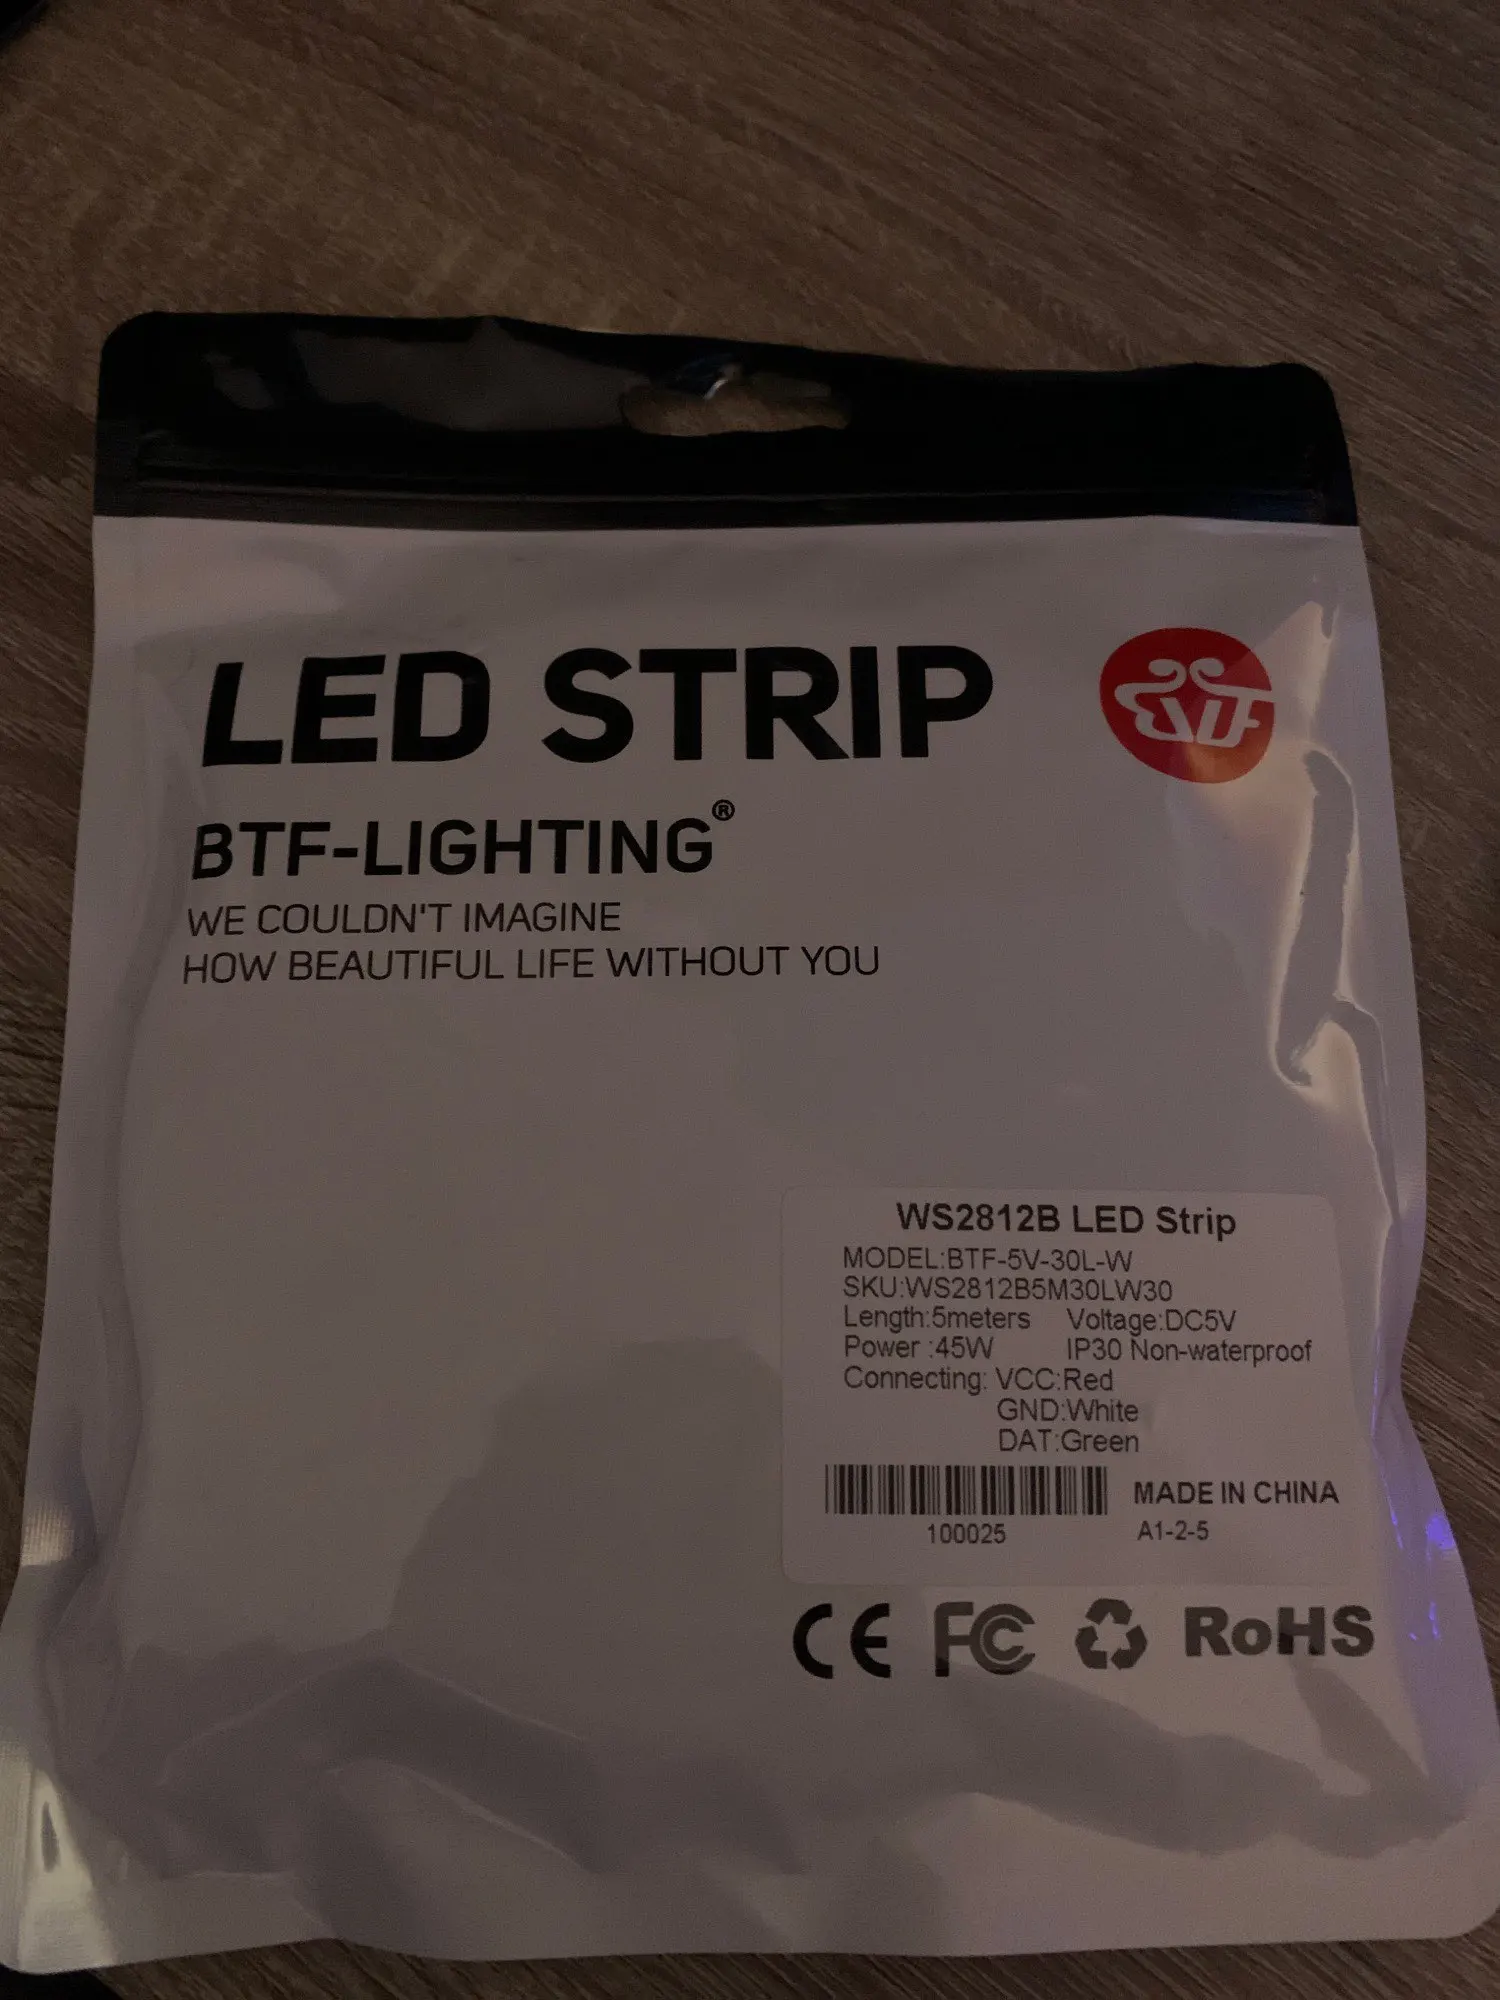 LED STRIP
BTF
BTF-LIGHTING®
WE COULDN'T IMAGINE
HOW BEAUTIFUL LIFE WITHOUT YOU
WS2812B LED Strip
MODEL:BTF-5V-30L-W
SKU:WS2812B5M30LW30
Length:5meters Voltage:DC5V
Power :45W IP30 Non-waterproof
Connecting: VCC:Red
GND:White
DAT:Green
MADE IN CHINA
100025 A1-2-5
CE FC RoHS